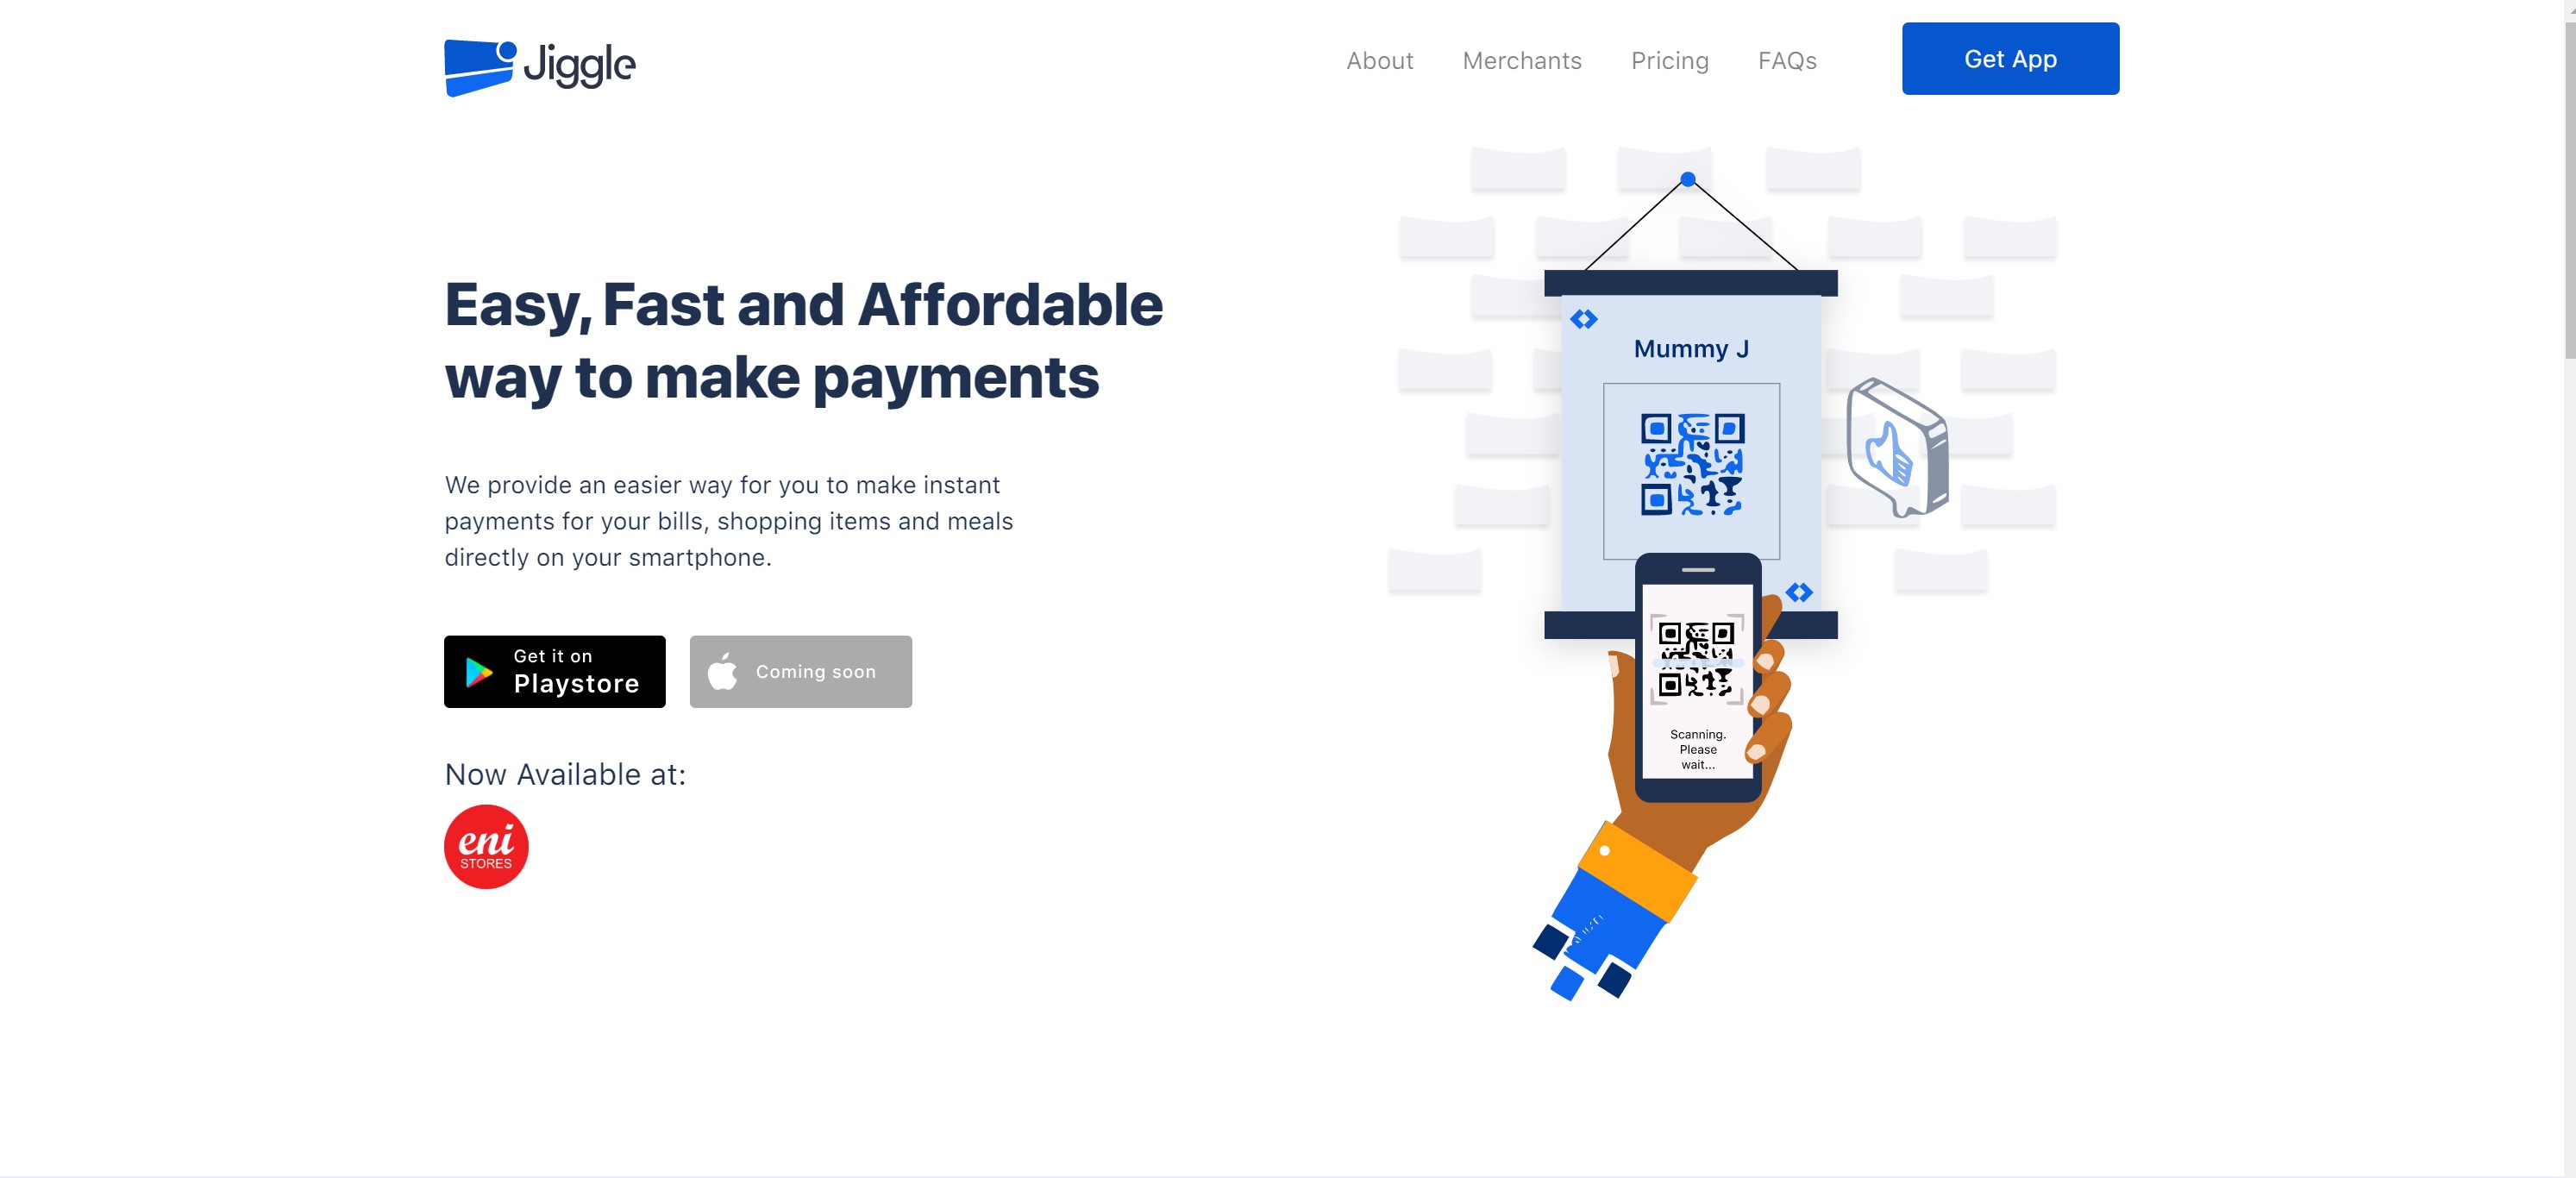 Jiggle
About
Merchants
Pricing
FAQs
Get App
Easy, Fast and Affordable
way to make payments
We provide an easier way for you to make instant
payments for your bills, shopping items and meals
directly on your smartphone.
Get it on
Playstore
Coming soon
Now Available at:
eni
STORES
Mummy J
Scanning.
Please
wait...